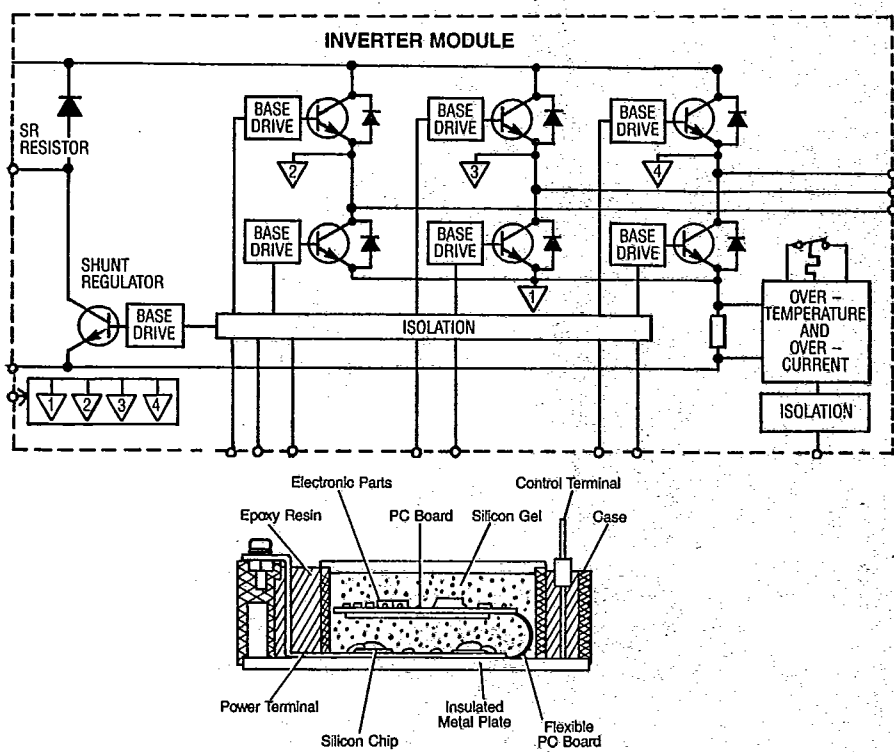 INVERTER MODULE
SR
RESISTOR
BASE
DRIVE
BASE
DRIVE
BASE
DRIVE
2
3
4
BASE
DRIVE
BASE
DRIVE
BASE
DRIVE
SHUNT
REGULATOR
1
BASE
DRIVE
ISOLATION
OVER –
TEMPERATURE
AND
OVER –
CURRENT
1 2 3 4
ISOLATION
Electronic Parts
Control Terminal
Epoxy Resin
PC Board
Silicon Gel
Case
Power Terminal
Silicon Chip
Insulated
Metal Plate
Flexible
PC Board